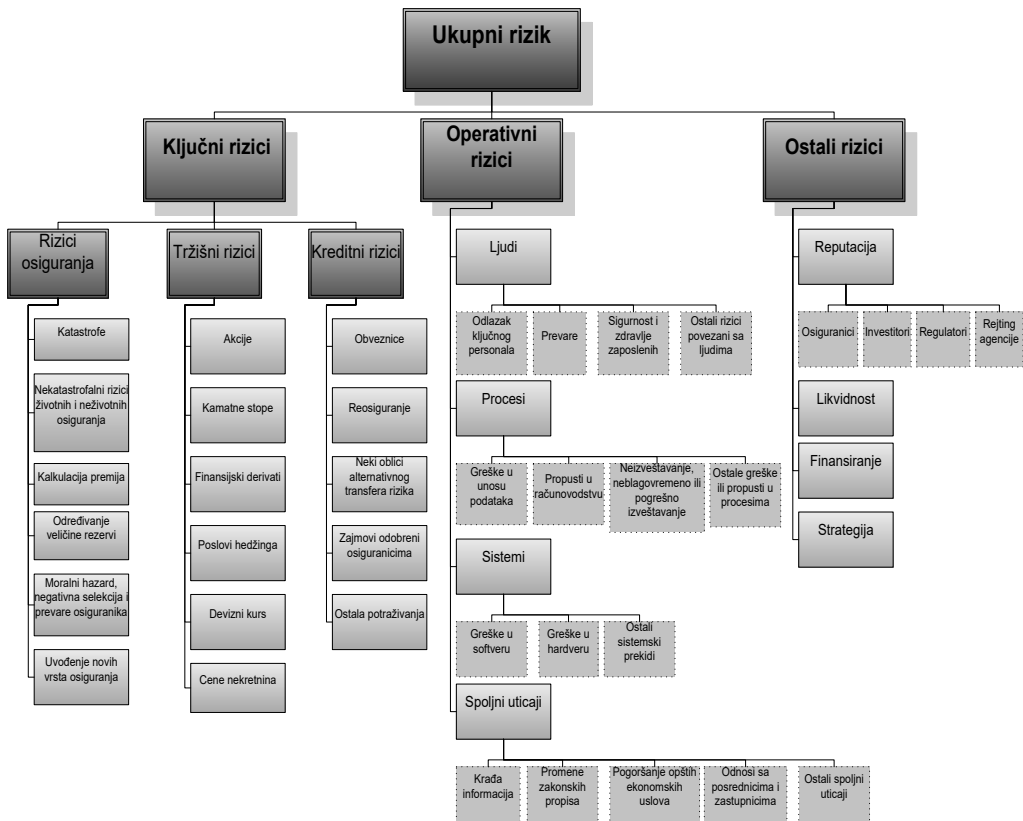 Ukupni rizik
Ključni rizici
Operativni
rizici
Ostali rizici
Rizici
osiguranja
Tržišni rizici
Kreditni rizici
Katastrofe
Nekatastrofalni rizici
životnih i neživotnih
osiguranja
Kalkulacija premija
Određivanje
veličine rezervi
Moralni hazard,
negativna selekcija i
prevare osiguranika
Uvođenje novih
vrsta osiguranja
Akcije
Kamatne stope
Finansijski derivati
Poslovi hedžinga
Devizni kurs
Cene nekretnina
Obveznice
Reosiguranje
Neki oblici
alternativnog
transfera rizika
Zajmovi odobreni
osiguranicima
Ostala potraživanja
Ljudi
Odlazak
ključnog
personala
Prevare
Sigurnost i
zdravlje
zaposlenih
Ostali rizici
povezani sa
ljudima
Procesi
Greške u
unosu
podataka
Propusti u
računovodstvu
Neizveštavanje,
neblagovremeno ili
pogrešno
izveštavanje
Ostale greške
ili propusti u
procesima
Sistemi
Greške u
softveru
Greške u
hardveru
Ostali
sistemski
prekidi
Spoljni uticaji
Krađa
informacija
Promene
zakonskih
propisa
Pogoršanje opštih
ekonomskih
uslova
Odnosi sa
posrednicima i
zastupnicima
Ostali spoljni
uticaji
Reputacija
Osiguranici
Investitori
Regulatori
Rejting
agencije
Likvidnost
Finansiranje
Strategija